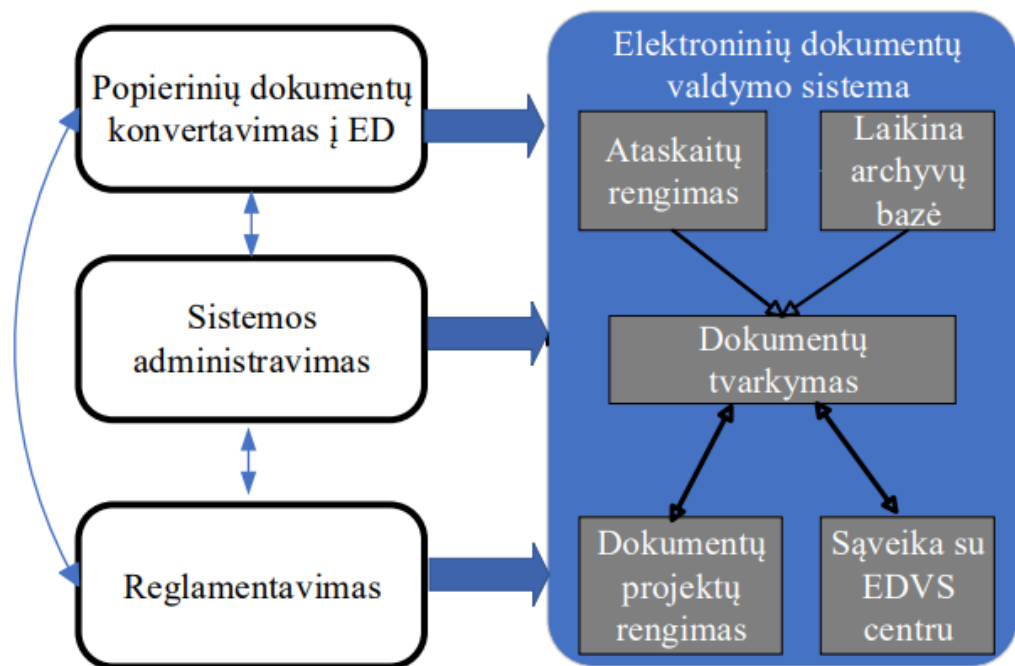 Popierinių dokumentų
konvertavimas į ED
Sistemos
administravimas
Reglamentavimas
Elektroninių dokumentų
valdymo sistema
Ataskaitų
rengimas
Laikina
archyvų
bazė
Dokumentų
tvarkymas
Dokumentų
projektų
rengimas
Sąveika su
EDVS
centru